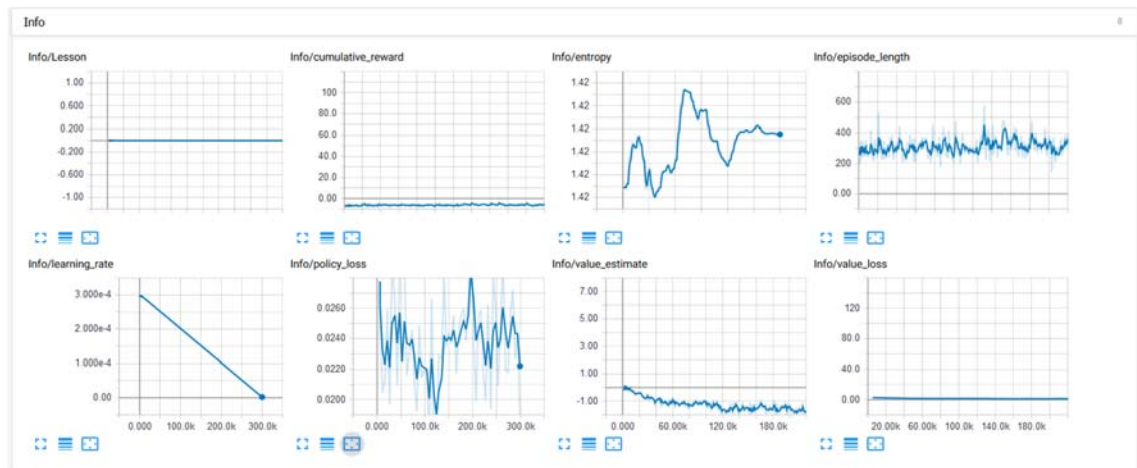 Info 8
Info/Lesson
1.00
0.600
0.200
-0.200
-0.600
-1.00
Info/cumulative_reward
100
80.0
60.0
40.0
20.0
0.00
Info/entropy
1.42
1.42
1.42
1.42
1.42
1.42
Info/episode_length
600
400
200
0.00
Info/learning_rate
3.000e-4
2.000e-4
1.000e-4
0.00
0.000 100.0k 200.0k 300.0k
Info/policy_loss
0.0260
0.0240
0.0220
0.0200
0.000 100.0k 200.0k 300.0k
Info/value_estimate
7.00
5.00
3.00
1.00
-1.00
0.000 60.00k 120.0k 180.0k
Info/value_loss
120
80.0
40.0
0.00
20.00k 60.00k 100.0k 140.0k 180.0k